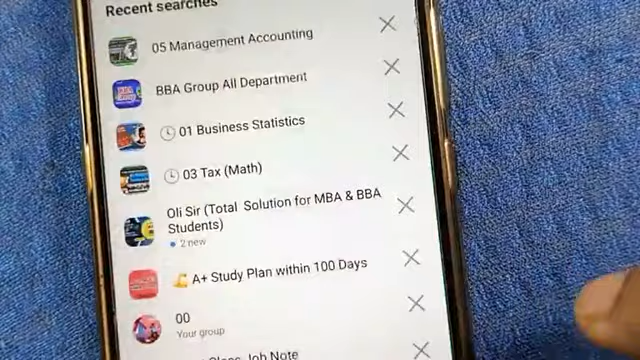 Recent searches
05 Management Accounting
BBA Group All Department
01 Business Statistics
03 Tax (Math)
Oli Sir (Total Solution for MBA & BBA
Students)
2 new
A+ Study Plan within 100 Days
00
Your group
Job Note